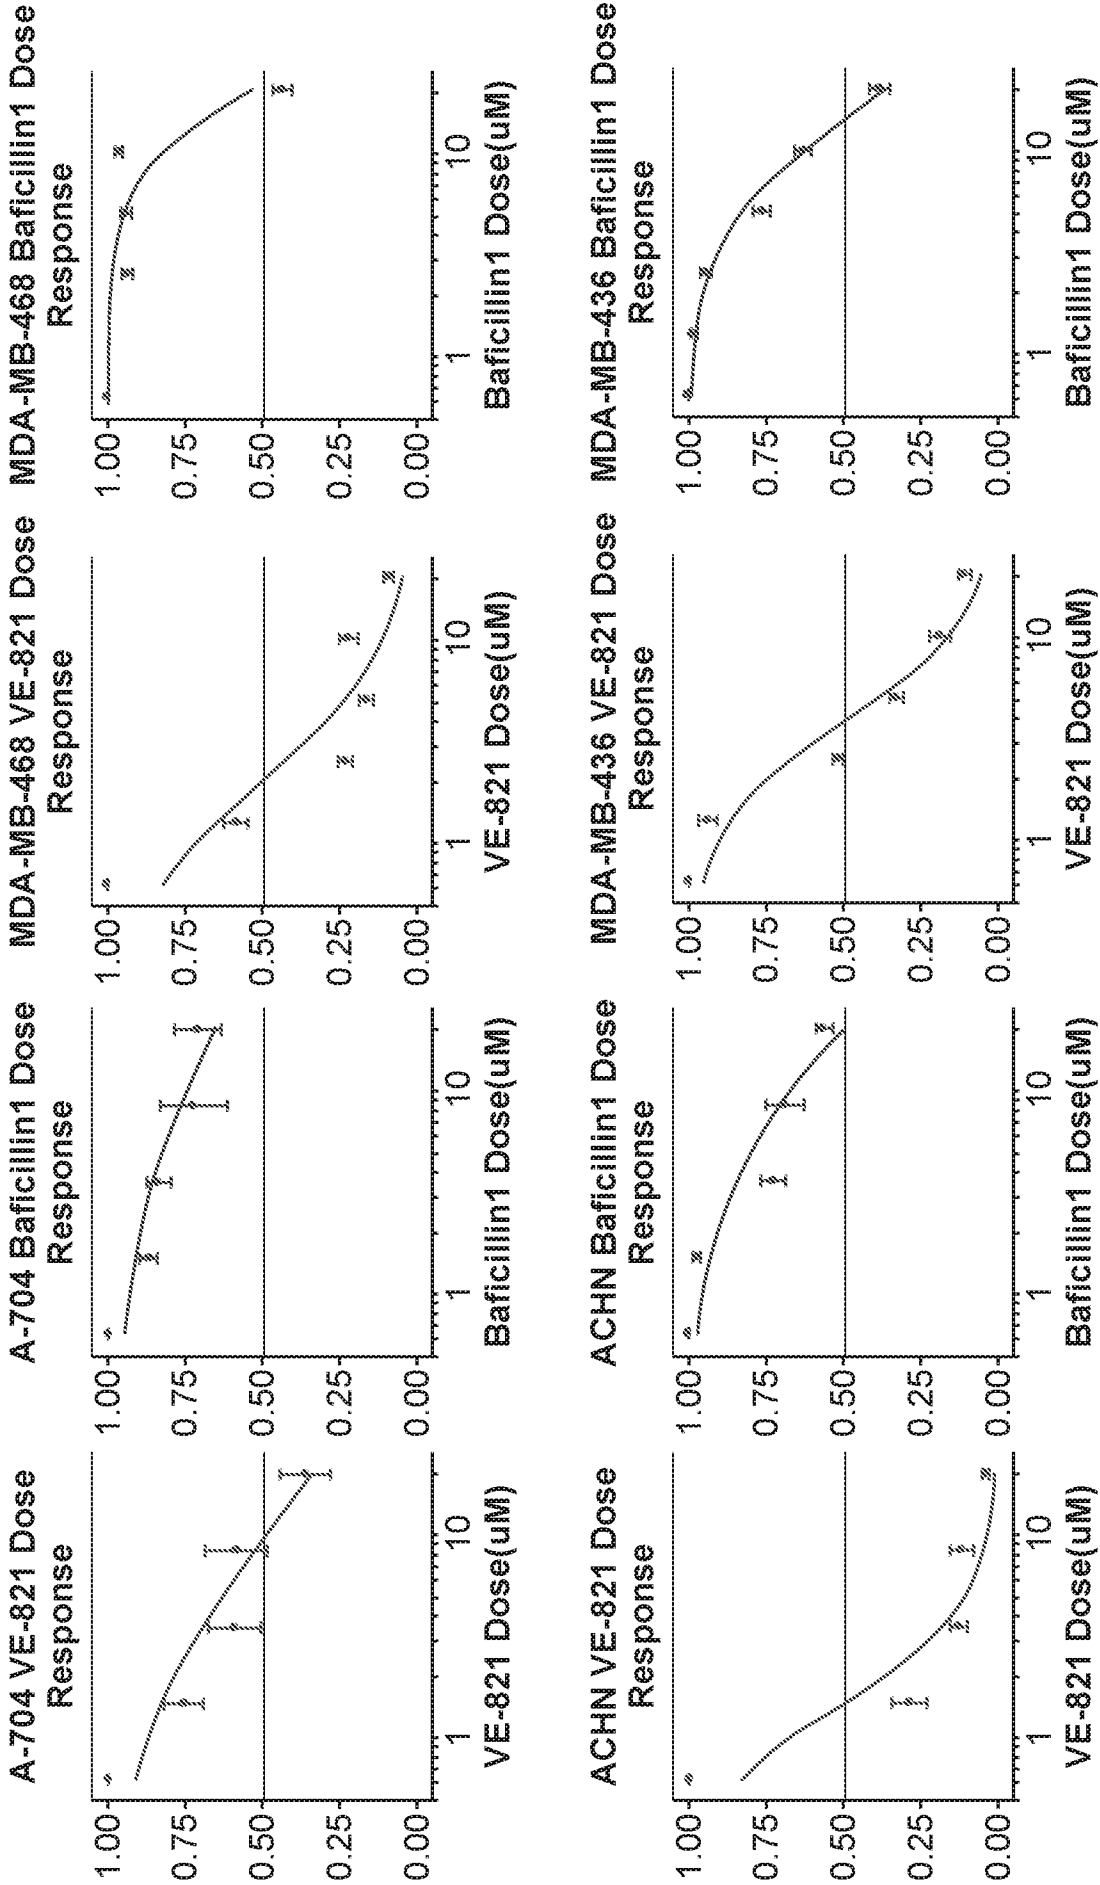 A-704 VE-821 Dose
Response
1.00
0.75
0.50
0.25
0.00
1 10
VE-821 Dose(uM)
A-704 Baficillin1 Dose
Response
1.00
0.75
0.50
0.25
0.00
1 10
Baficillin1 Dose(uM)
MDA-MB-468 VE-821 Dose
Response
1.00
0.75
0.50
0.25
0.00
1 10
VE-821 Dose(uM)
MDA-MB-468 Baficillin1 Dose
Response
1.00
0.75
0.50
0.25
0.00
1 10
Baficillin1 Dose(uM)
ACHN VE-821 Dose
Response
1.00
0.75
0.50
0.25
0.00
1 10
VE-821 Dose(uM)
ACHN Baficillin1 Dose
Response
1.00
0.75
0.50
0.25
0.00
1 10
Baficillin1 Dose(uM)
MDA-MB-436 VE-821 Dose
Response
1.00
0.75
0.50
0.25
0.00
1 10
VE-821 Dose(uM)
MDA-MB-436 Baficillin1 Dose
Response
1.00
0.75
0.50
0.25
0.00
1 10
Baficillin1 Dose(uM)